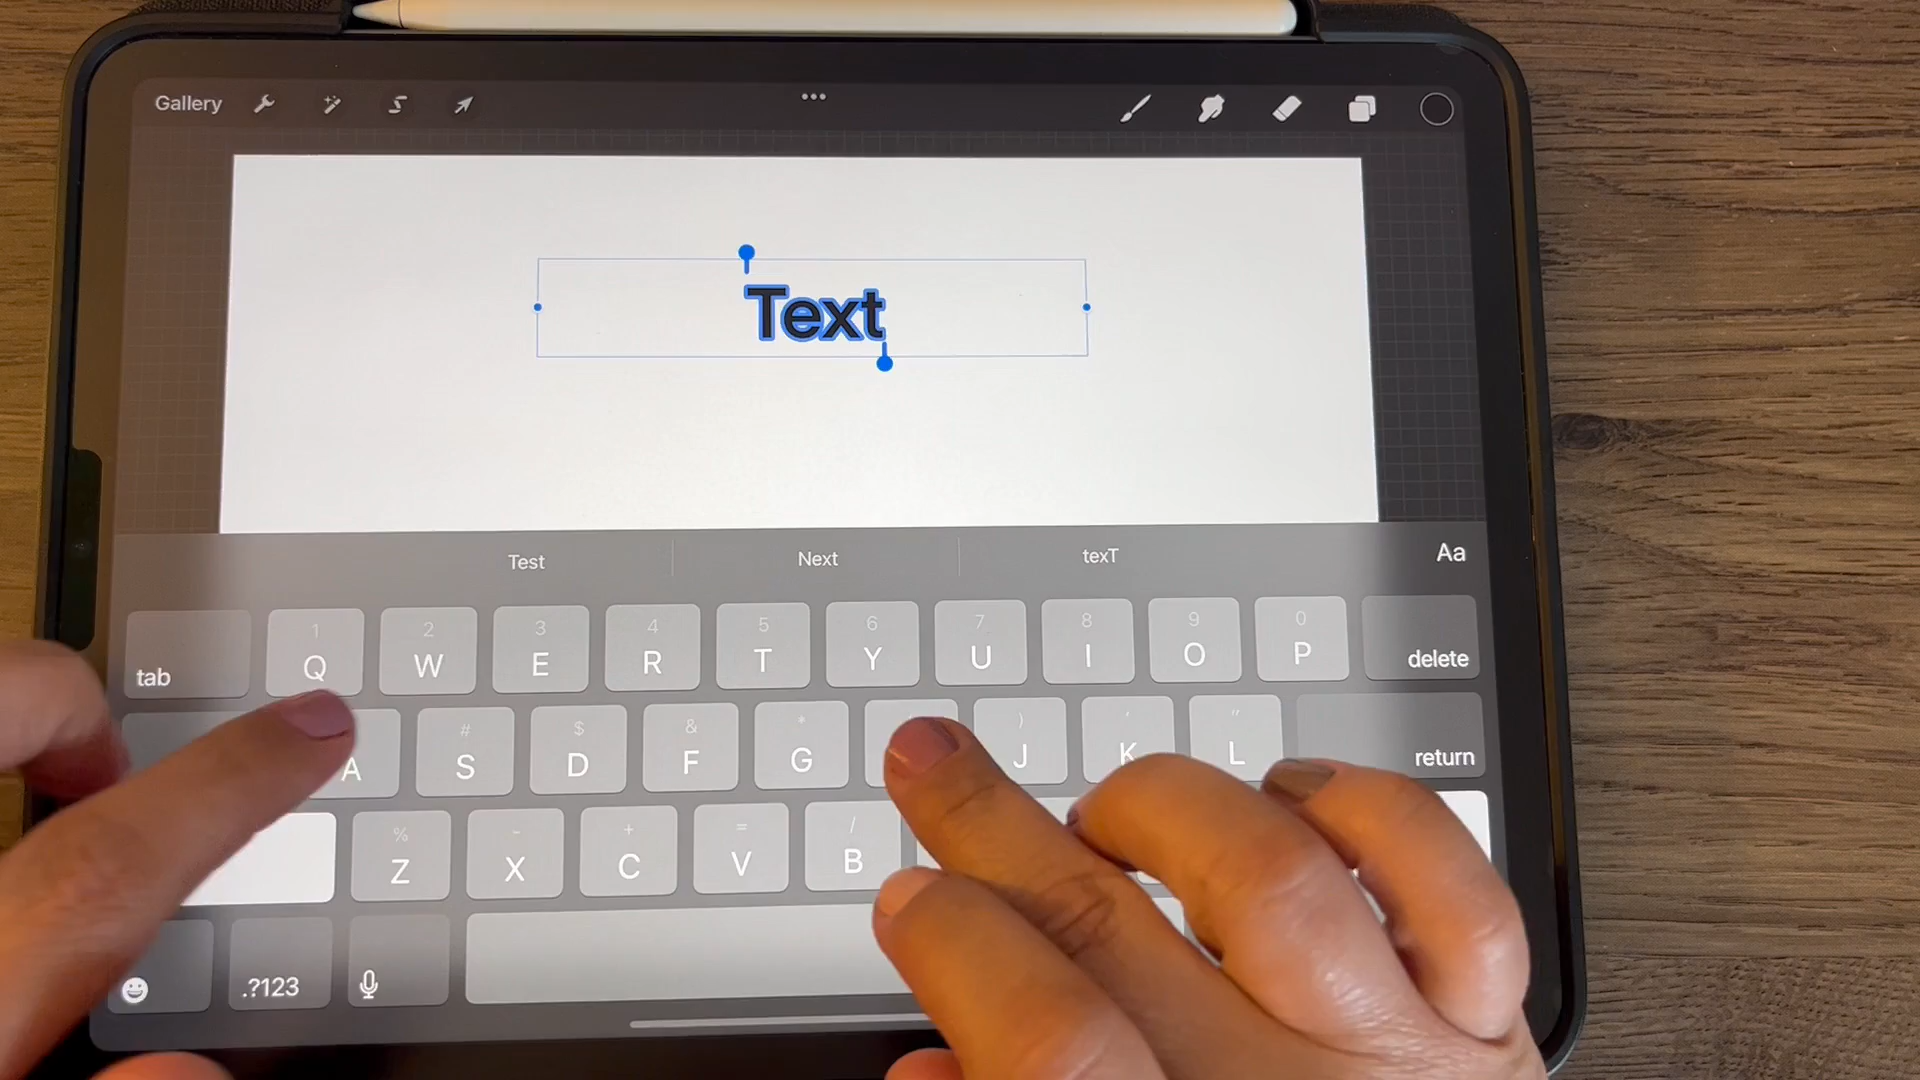 Gallery
Text
Test Next texT Aa
1 2 3 4 5 6 7 8 9 0
tab Q W E R T Y U I O P delete
# $ & * ) ' "
A S D F G J K L return
% - + = /
Z X C V B
.?123